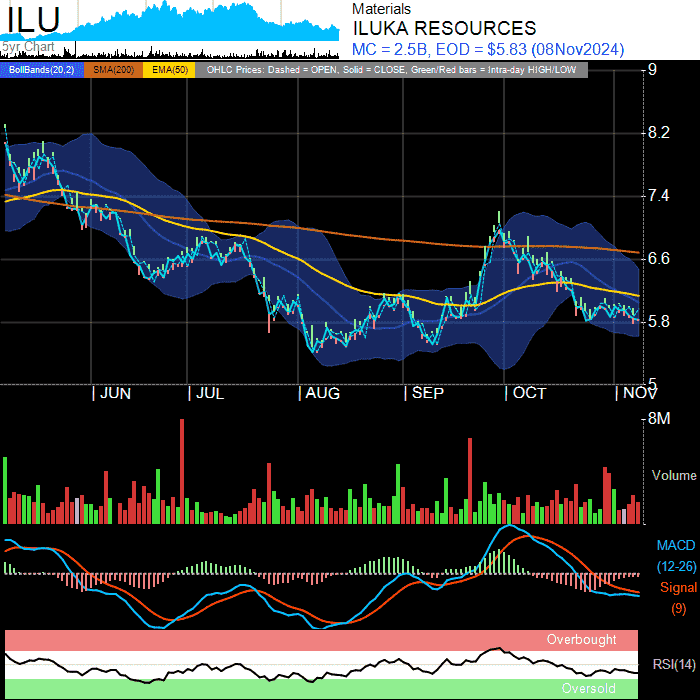 ILU
5yr Chart
Materials
ILUKA RESOURCES
MC = 2.5B, EOD = $5.83 (08Nov2024)
BollBands(20,2) SMA(200) EMA(50) OHLC Prices: Dashed = OPEN, Solid = CLOSE, Green/Red bars = Intra-day HIGH/LOW
9
8.2
7.4
6.6
5.8
5
JUN JUL AUG SEP OCT NOV
8M
Volume
MACD
(12-26)
Signal
(9)
Overbought
RSI(14)
Oversold